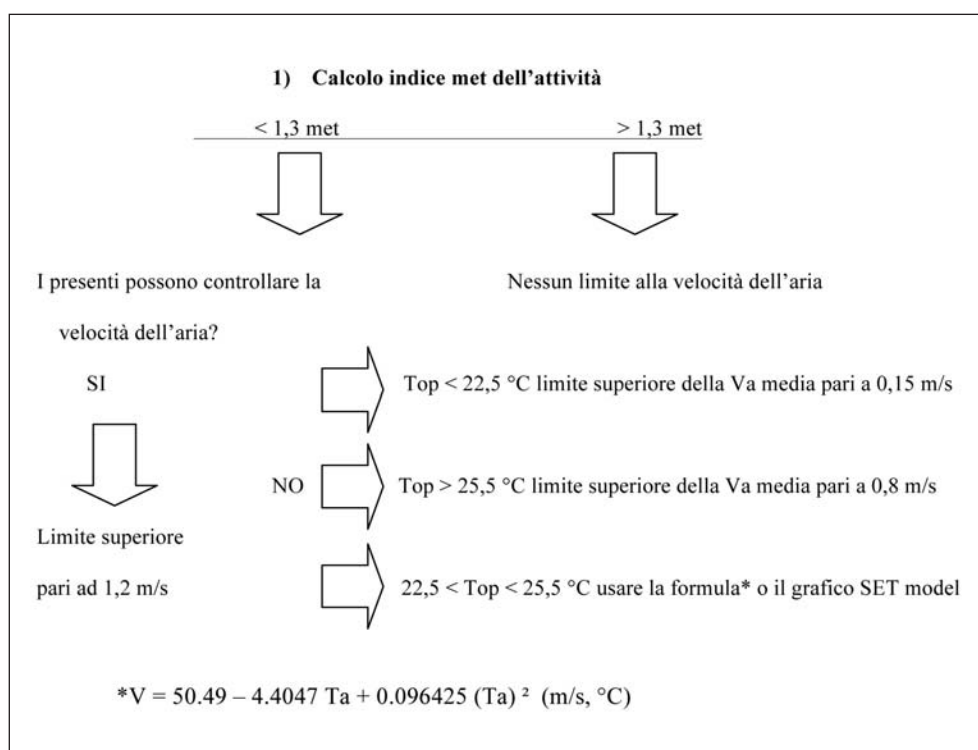 1) Calcolo indice met dell'attività
< 1,3 met > 1,3 met
I presenti possono controllare la
velocità dell'aria?
Nessun limite alla velocità dell'aria
SI
Top < 22,5 °C limite superiore della Va media pari a 0,15 m/s
NO
Top > 25,5 °C limite superiore della Va media pari a 0,8 m/s
Limite superiore
pari ad 1,2 m/s
22,5 < Top < 25,5 °C usare la formula* o il grafico SET model
*V = 50.49 – 4.4047 Ta + 0.096425 (Ta) ² (m/s, °C)